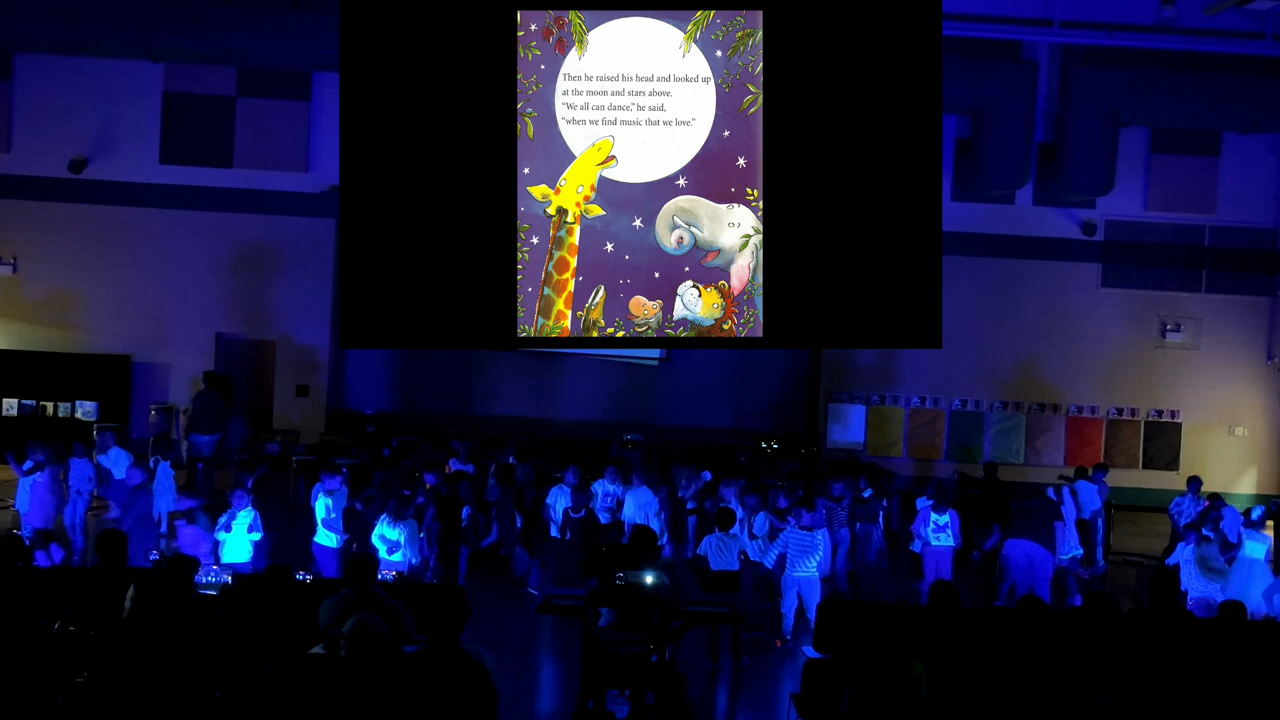 Then he raised his head and looked up
at the moon and stars above.
“We all can dance,” he said,
“when we find music that we love.”